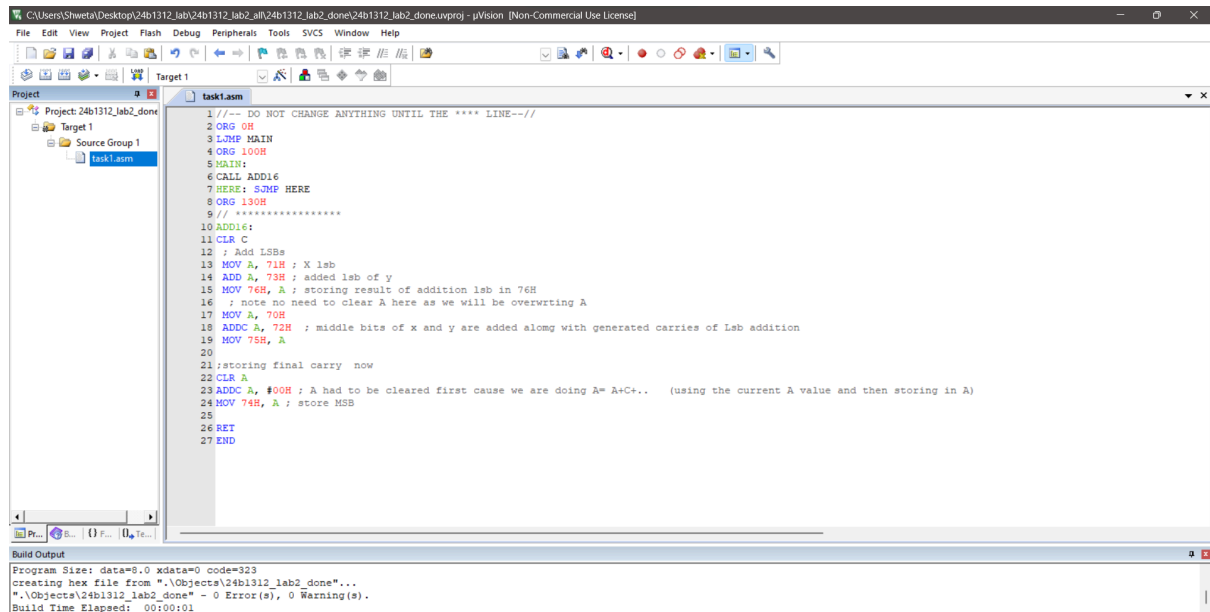 C:\Users\Shweta\Desktop\24b1312_lab\24b1312_lab2_all\24b1312_lab2_done\24b1312_lab2_done.uvproj - µVision [Non-Commercial Use License]
File Edit View Project Flash Debug Peripherals Tools SVCS Window Help
LOAD Target 1
Project
task1.asm
Project: 24b1312_lab2_done
Target 1
Source Group 1
task1.asm
1 //-- DO NOT CHANGE ANYTHING UNTIL THE **** LINE--//
2 ORG 0H
3 LJMP MAIN
4 ORG 100H
5 MAIN:
6 CALL ADD16
7 HERE: SJMP HERE
8 ORG 130H
9 // *****************
10 ADD16:
11 CLR C
12 ; Add LSBs
13 MOV A, 71H ; X lsb
14 ADD A, 73H ; added lsb of y
15 MOV 76H, A ; storing result of addition lsb in 76H
16 ; note no need to clear A here as we will be overwrting A
17 MOV A, 70H
18 ADDC A, 72H ; middle bits of x and y are added alomg with generated carries of Lsb addition
19 MOV 75H, A
20
21 ;storing final carry now
22 CLR A
23 ADDC A, #00H ; A had to be cleared first cause we are doing A= A+C+.. (using the current A value and then storing in A)
24 MOV 74H, A ; store MSB
25
26 RET
27 END
Pr... B... {} F... 0 Te...
Build Output
Program Size: data=8.0 xdata=0 code=323
creating hex file from ".\Objects\24b1312_lab2_done"...
".\Objects\24b1312_lab2_done" - 0 Error(s), 0 Warning(s).
Build Time Elapsed: 00:00:01